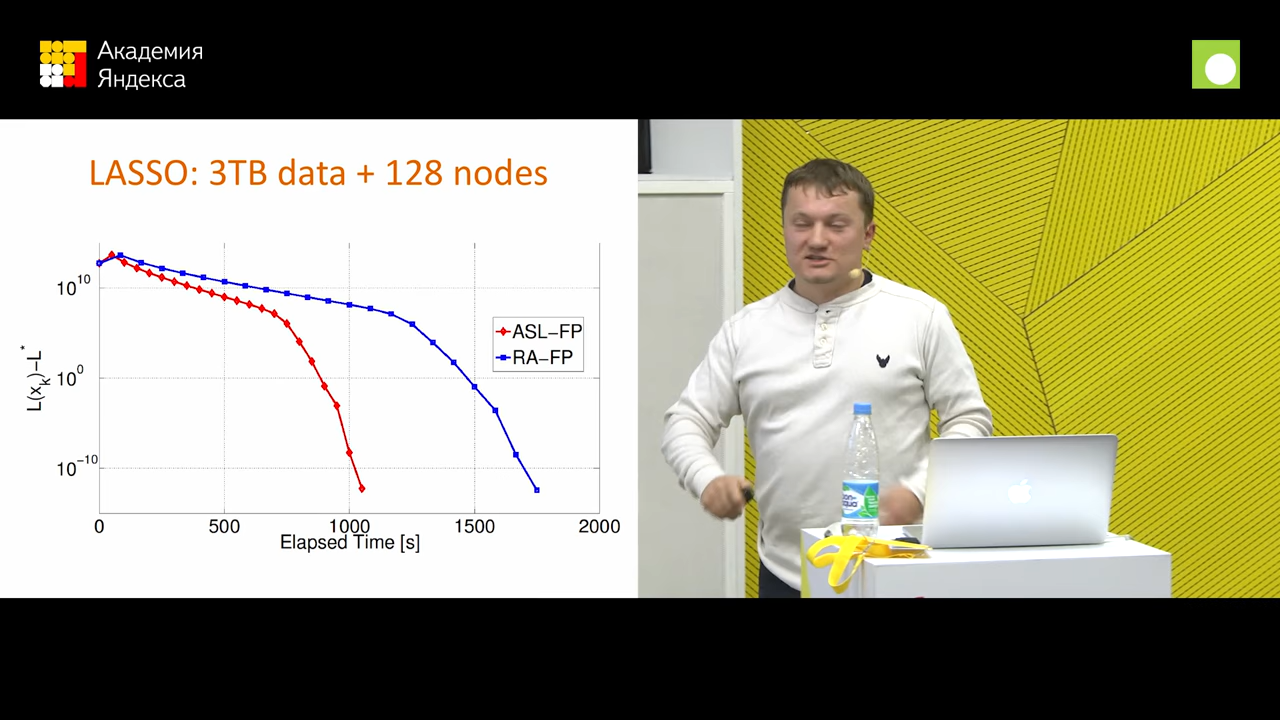 Академия
Яндекса
LASSO: 3TB data + 128 nodes
10^10
10^0
10^-10
L(x_k)-L*
ASL-FP
RA-FP
0 500 1000 1500 2000
Elapsed Time [s]